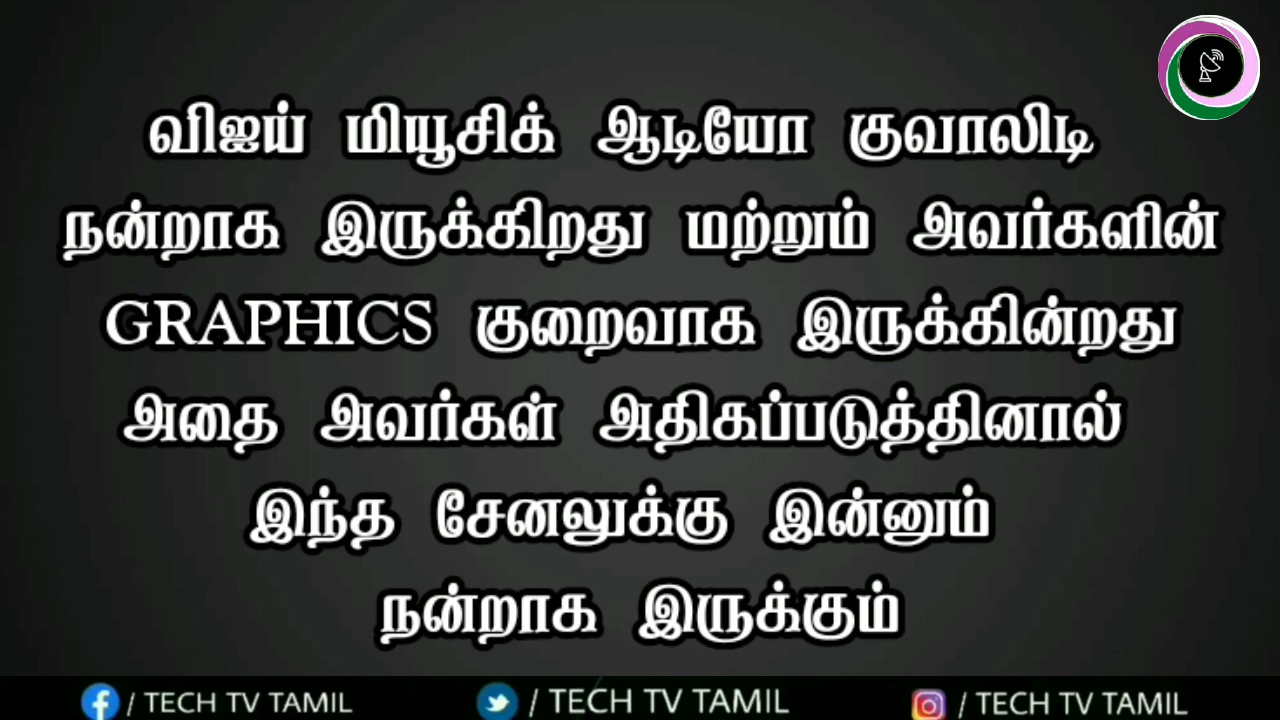 விஜய் மியூசிக் ஆடியோ குவாலிடி
நன்றாக இருக்கிறது மற்றும் அவர்களின்
GRAPHICS குறைவாக இருக்கின்றது
அதை அவர்கள் அதிகப்படுத்தினால்
இந்த சேனலுக்கு இன்னும்
நன்றாக இருக்கும்
/ TECH TV TAMIL / TECH TV TAMIL / TECH TV TAMIL